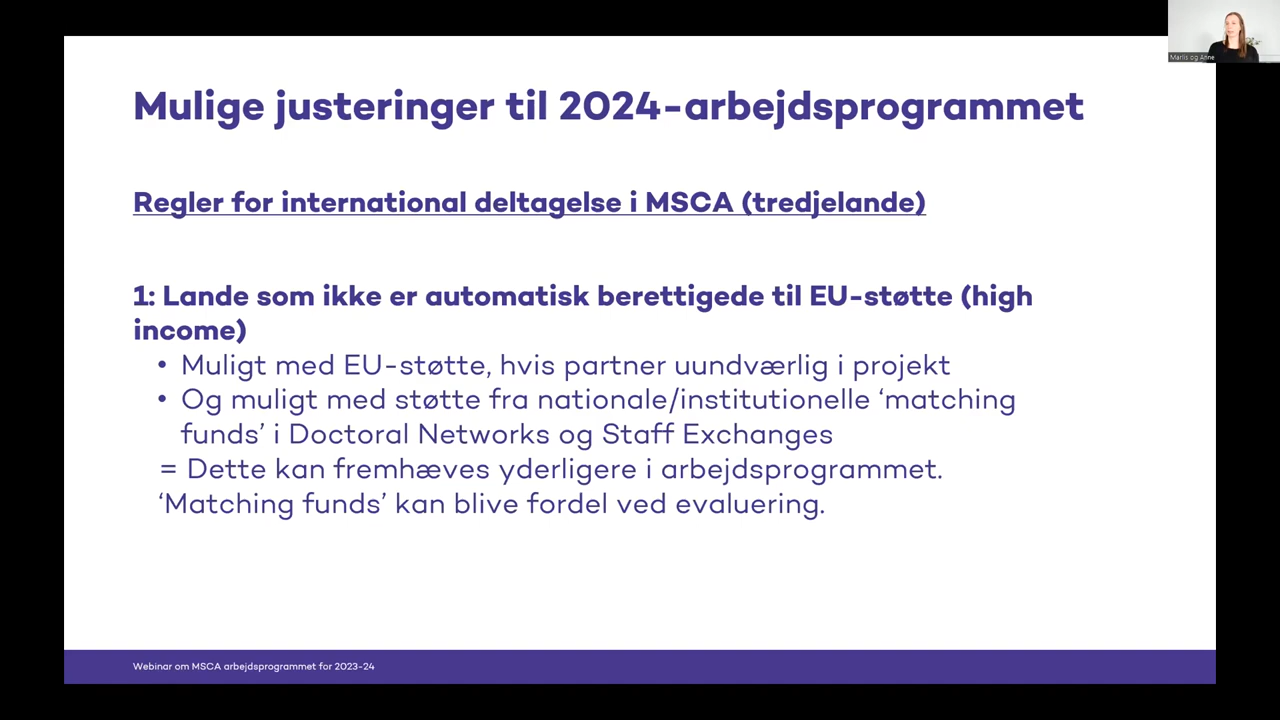 Mulige justeringer til 2024-arbejdsprogrammet
Regler for international deltagelse i MSCA (tredjelande)
1: Lande som ikke er automatisk berettigede til EU-støtte (high
income)
• Muligt med EU-støtte, hvis partner uundværlig i projekt
• Og muligt med støtte fra nationale/institutionelle ‘matching
funds’ i Doctoral Networks og Staff Exchanges
= Dette kan fremhæves yderligere i arbejdsprogrammet.
‘Matching funds’ kan blive fordel ved evaluering.
Webinar om MSCA arbejdsprogrammet for 2023-24